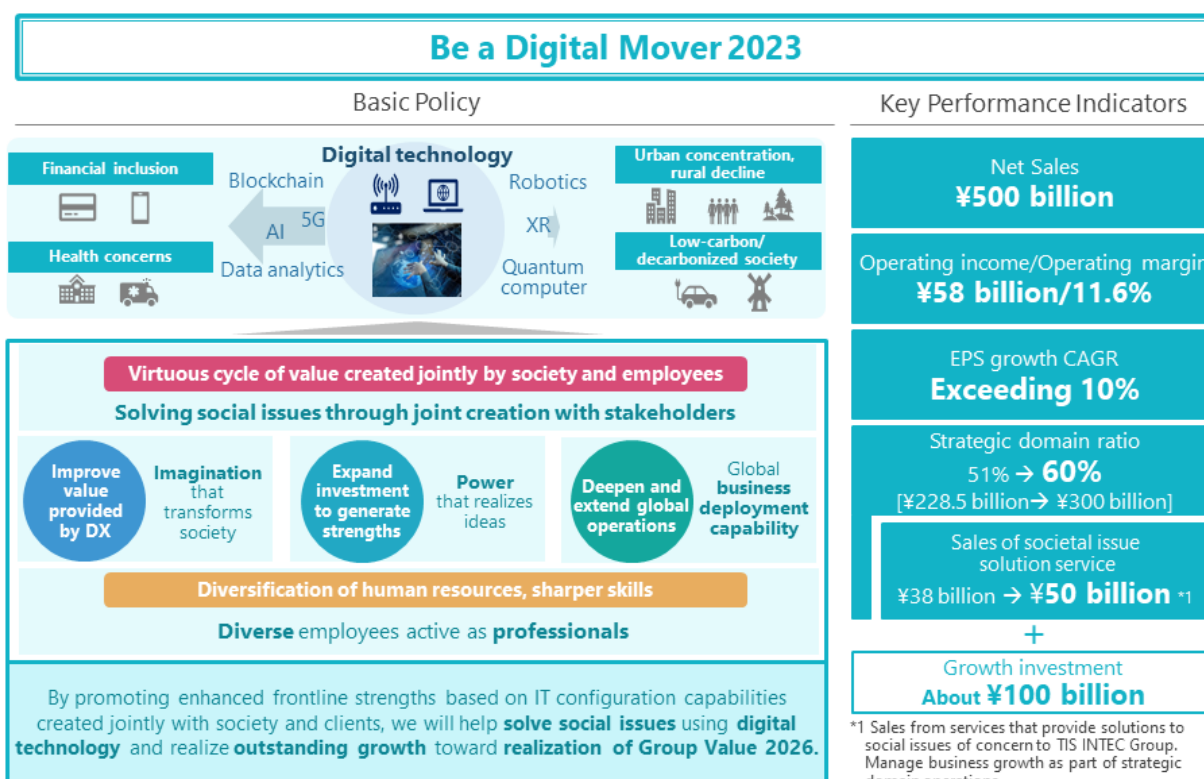 Be a Digital Mover 2023
Basic Policy
Digital technology
Financial inclusion
Health concerns
Blockchain
5G
AI
Data analytics
Robotics
XR
Quantum
computer
Urban concentration,
rural decline
Low-carbon/
decarbonized society
Virtuous cycle of value created jointly by society and employees
Solving social issues through joint creation with stakeholders
Improve
value
provided
by DX
Imagination
that
transforms
society
Expand
investment
to generate
strengths
Power
that realizes
ideas
Deepen and
extend global
operations
Global
business
deployment
capability
Diversification of human resources, sharper skills
Diverse employees active as professionals
By promoting enhanced frontline strengths based on IT configuration capabilities
created jointly with society and clients, we will help solve social issues using digital
technology and realize outstanding growth toward realization of Group Value 2026.
Key Performance Indicators
Net Sales
¥500 billion
Operating income/Operating margin
¥58 billion/11.6%
EPS growth CAGR
Exceeding 10%
Strategic domain ratio
51% → 60%
[¥228.5 billion→ ¥300 billion]
Sales of societal issue
solution service
¥38 billion → ¥50 billion *1
+
Growth investment
About ¥100 billion
*1 Sales from services that provide solutions to
social issues of concern to TIS INTEC Group.
Manage business growth as part of strategic